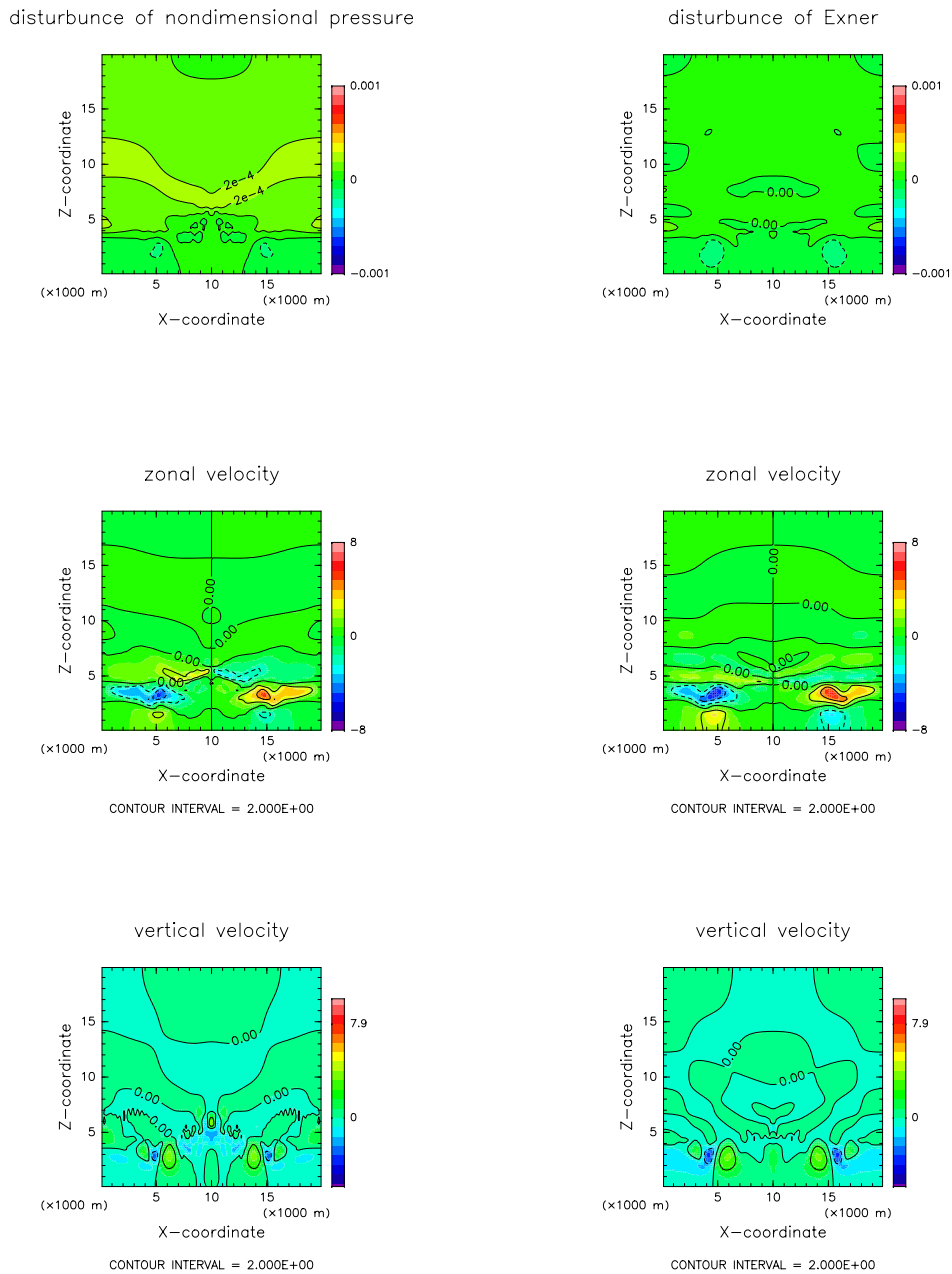 disturbunce of nondimensional pressure
disturbunce of Exner
Z-coordinate
15
10
5
2e-4
2e-4
0.001
0
-0.001
5
10
15
(×1000 m)
(×1000 m)
X-coordinate
Z-coordinate
15
10
5
0.00
0.00
0.001
0
-0.001
5
10
15
(×1000 m)
(×1000 m)
X-coordinate
zonal velocity
zonal velocity
Z-coordinate
15
10
5
0.00
0.00
0.00
0.00
8
0
-8
5
10
15
(×1000 m)
(×1000 m)
X-coordinate
CONTOUR INTERVAL = 2.000E+00
Z-coordinate
15
10
5
0.00
0.00
0.00
0.00
8
0
-8
5
10
15
(×1000 m)
(×1000 m)
X-coordinate
CONTOUR INTERVAL = 2.000E+00
vertical velocity
vertical velocity
Z-coordinate
15
10
5
0.00
0.00
0.00
0.00
7.9
0
5
10
15
(×1000 m)
(×1000 m)
X-coordinate
CONTOUR INTERVAL = 2.000E+00
Z-coordinate
15
10
5
0.00
0.00
7.9
0
5
10
15
(×1000 m)
(×1000 m)
X-coordinate
CONTOUR INTERVAL = 2.000E+00